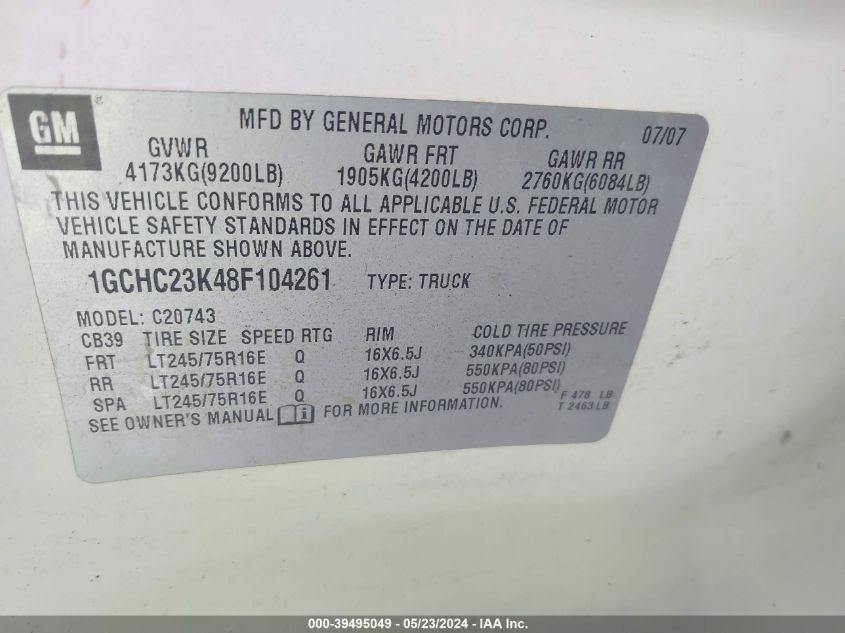 GM ®
MFD BY GENERAL MOTORS CORP. 07/07
GVWR GAWR FRT GAWR RR
4173KG(9200LB) 1905KG(4200LB) 2760KG(6084LB)
THIS VEHICLE CONFORMS TO ALL APPLICABLE U.S. FEDERAL MOTOR
VEHICLE SAFETY STANDARDS IN EFFECT ON THE DATE OF
MANUFACTURE SHOWN ABOVE.
1GCHC23K48F104261 TYPE: TRUCK
MODEL: C20743
CB39 TIRE SIZE SPEED RTG RIM COLD TIRE PRESSURE
FRT LT245/75R16E Q 16X6.5J 340KPA(50PSI)
RR LT245/75R16E Q 16X6.5J 550KPA(80PSI)
SPA LT245/75R16E Q 16X6.5J 550KPA(80PSI)
SEE OWNER'S MANUAL i FOR MORE INFORMATION.
F 478 LB
T 2463 LB
000-39495049 - 05/23/2024 - IAA Inc.